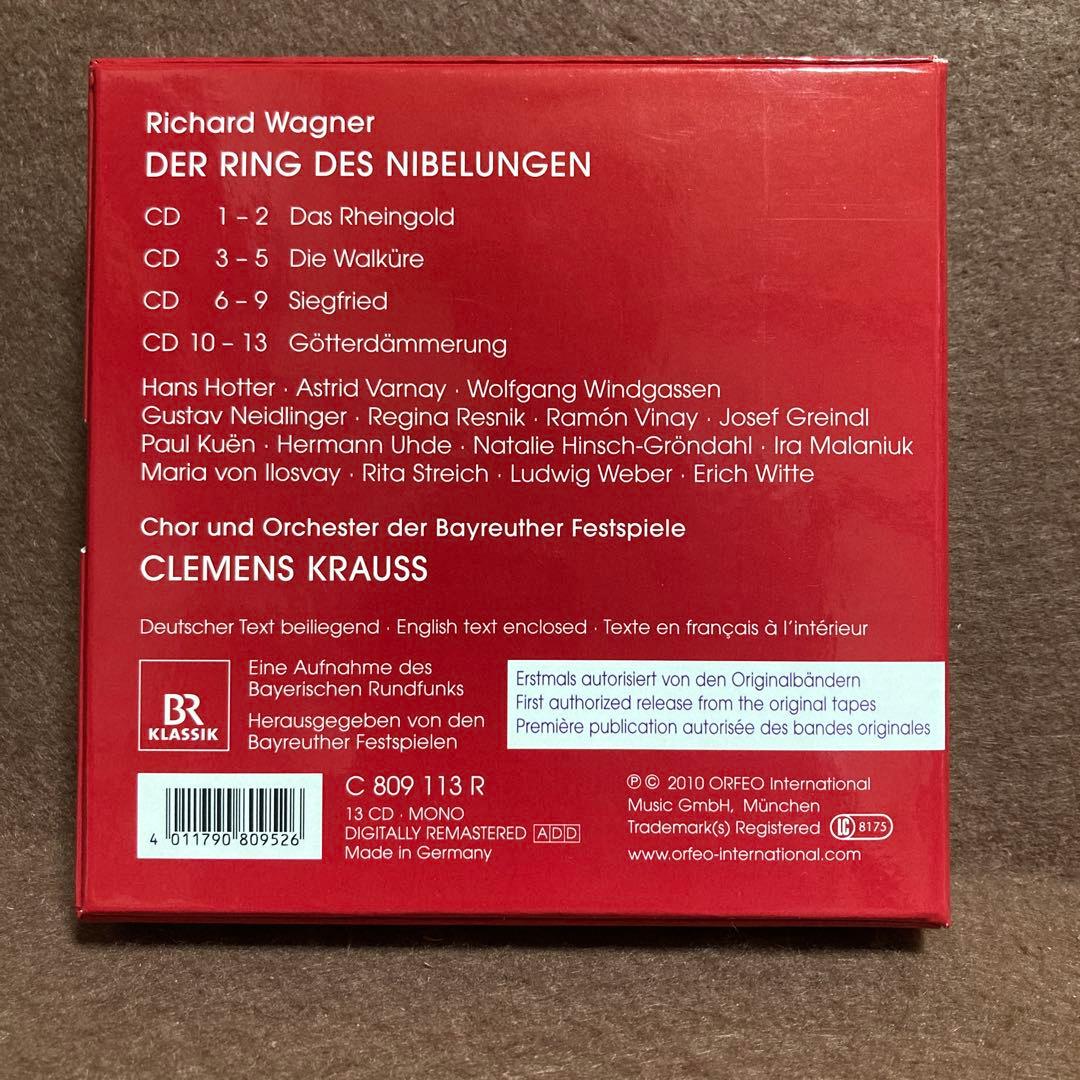 Richard Wagner
DER RING DES NIBELUNGEN
CD 1 – 2 Das Rheingold
CD 3 – 5 Die Walküre
CD 6 – 9 Siegfried
CD 10 – 13 Götterdämmerung
Hans Hotter · Astrid Varnay · Wolfgang Windgassen
Gustav Neidlinger · Regina Resnik · Ramón Vinay · Josef Greindl
Paul Kuën · Hermann Uhde · Natalie Hinsch-Gröndahl · Ira Malaniuk
Maria von Ilosvay · Rita Streich · Ludwig Weber · Erich Witte
Chor und Orchester der Bayreuther Festspiele
CLEMENS KRAUSS
Deutscher Text beiliegend · English text enclosed · Texte en français à l'intérieur
BR
KLASSIK
Eine Aufnahme des
Bayerischen Rundfunks
Herausgegeben von den
Bayreuther Festspielen
Erstmals autorisiert von den Originalbändern
First authorized release from the original tapes
Première publication autorisée des bandes originales
4 011790 809526
C 809 113 R
13 CD · MONO
DIGITALLY REMASTERED ADD
Made in Germany
℗ © 2010 ORFEO International
Music GmbH, München
Trademark(s) Registered LC 8175
www.orfeo-international.com